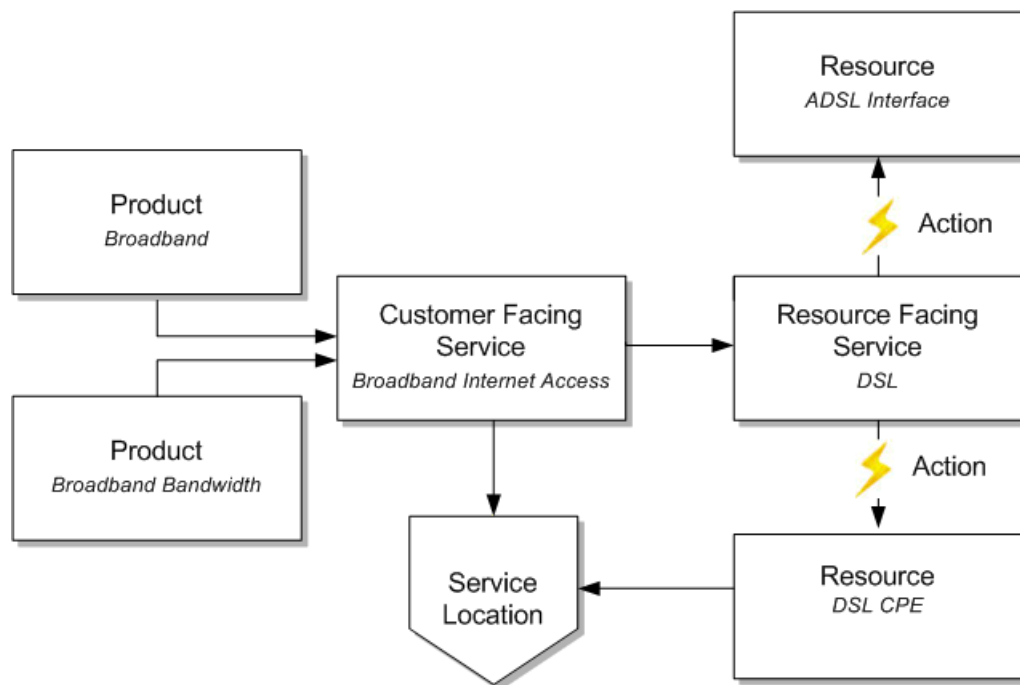 Resource
ADSL Interface
Product
Broadband
Action
Customer Facing
Service
Broadband Internet Access
Resource Facing
Service
DSL
Product
Broadband Bandwidth
Action
Service
Location
Resource
DSL CPE